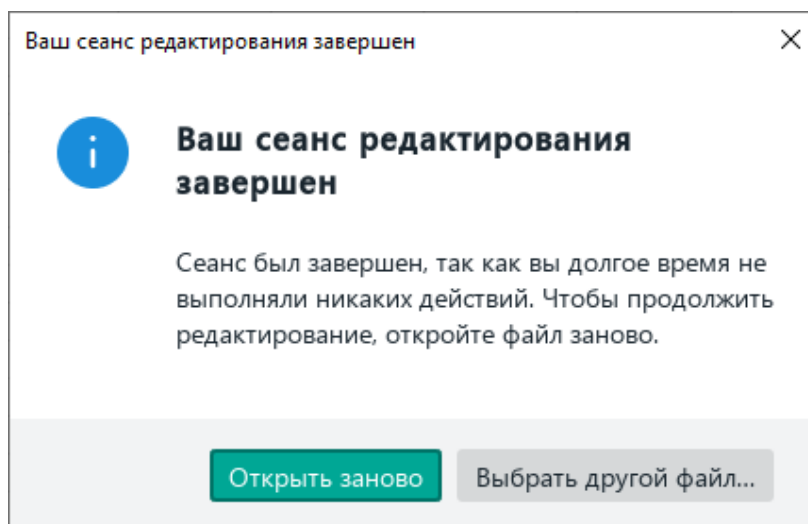 Ваш сеанс редактирования завершен
Ваш сеанс редактирования
завершен
Сеанс был завершен, так как вы долгое время не
выполняли никаких действий. Чтобы продолжить
редактирование, откройте файл заново.
Открыть заново
Выбрать другой файл...